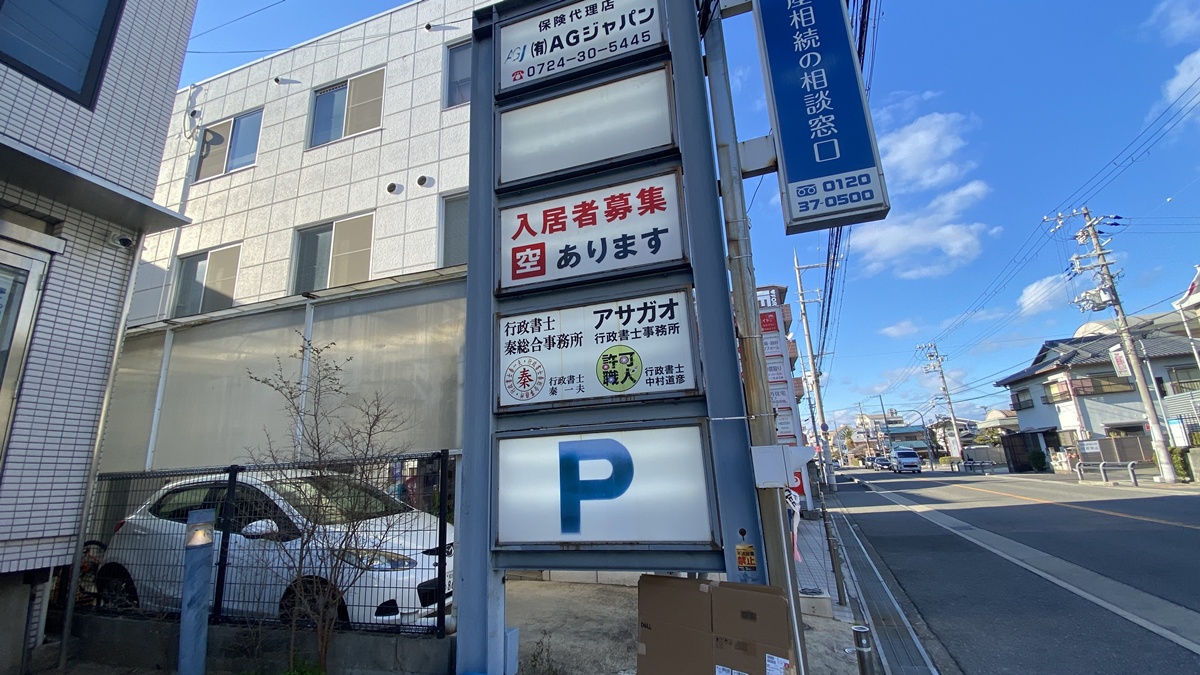 保険代理店
AGJ (有)AGジャパン
☎0724-30-5445
産相続の相談窓口
0120
37-0500
入居者募集
空あります
行政書士
秦総合事務所
秦
行政書士
秦 一夫
アサガオ
行政書士事務所
許可
職人
行政書士
中村道彦
P
禁止